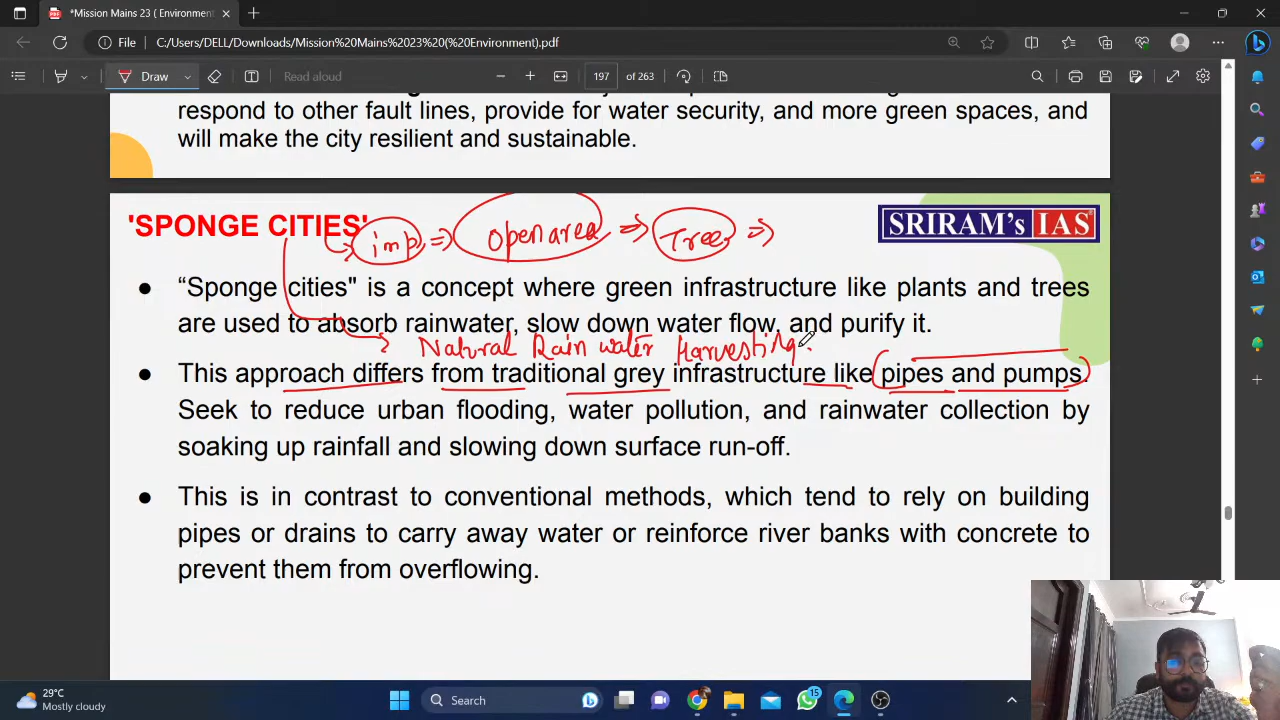 *Mission Mains 23 ( Environment
File
C:/Users/DELL/Downloads/Mission%20Mains%2023%20(%20Environment).pdf
Draw
Read aloud
197 of 263
respond to other fault lines, provide for water security, and more green spaces, and
will make the city resilient and sustainable.
'SPONGE CITIES'
imp ⇒ open area ⇒ Tree ⇒
SRIRAM's IAS
● “Sponge cities" is a concept where green infrastructure like plants and trees
are used to absorb rainwater, slow down water flow, and purify it.
Natural Rain water Harvesting.
● This approach differs from traditional grey infrastructure like pipes and pumps.
Seek to reduce urban flooding, water pollution, and rainwater collection by
soaking up rainfall and slowing down surface run-off.
● This is in contrast to conventional methods, which tend to rely on building
pipes or drains to carry away water or reinforce river banks with concrete to
prevent them from overflowing.
29°C
Mostly cloudy
Search
15